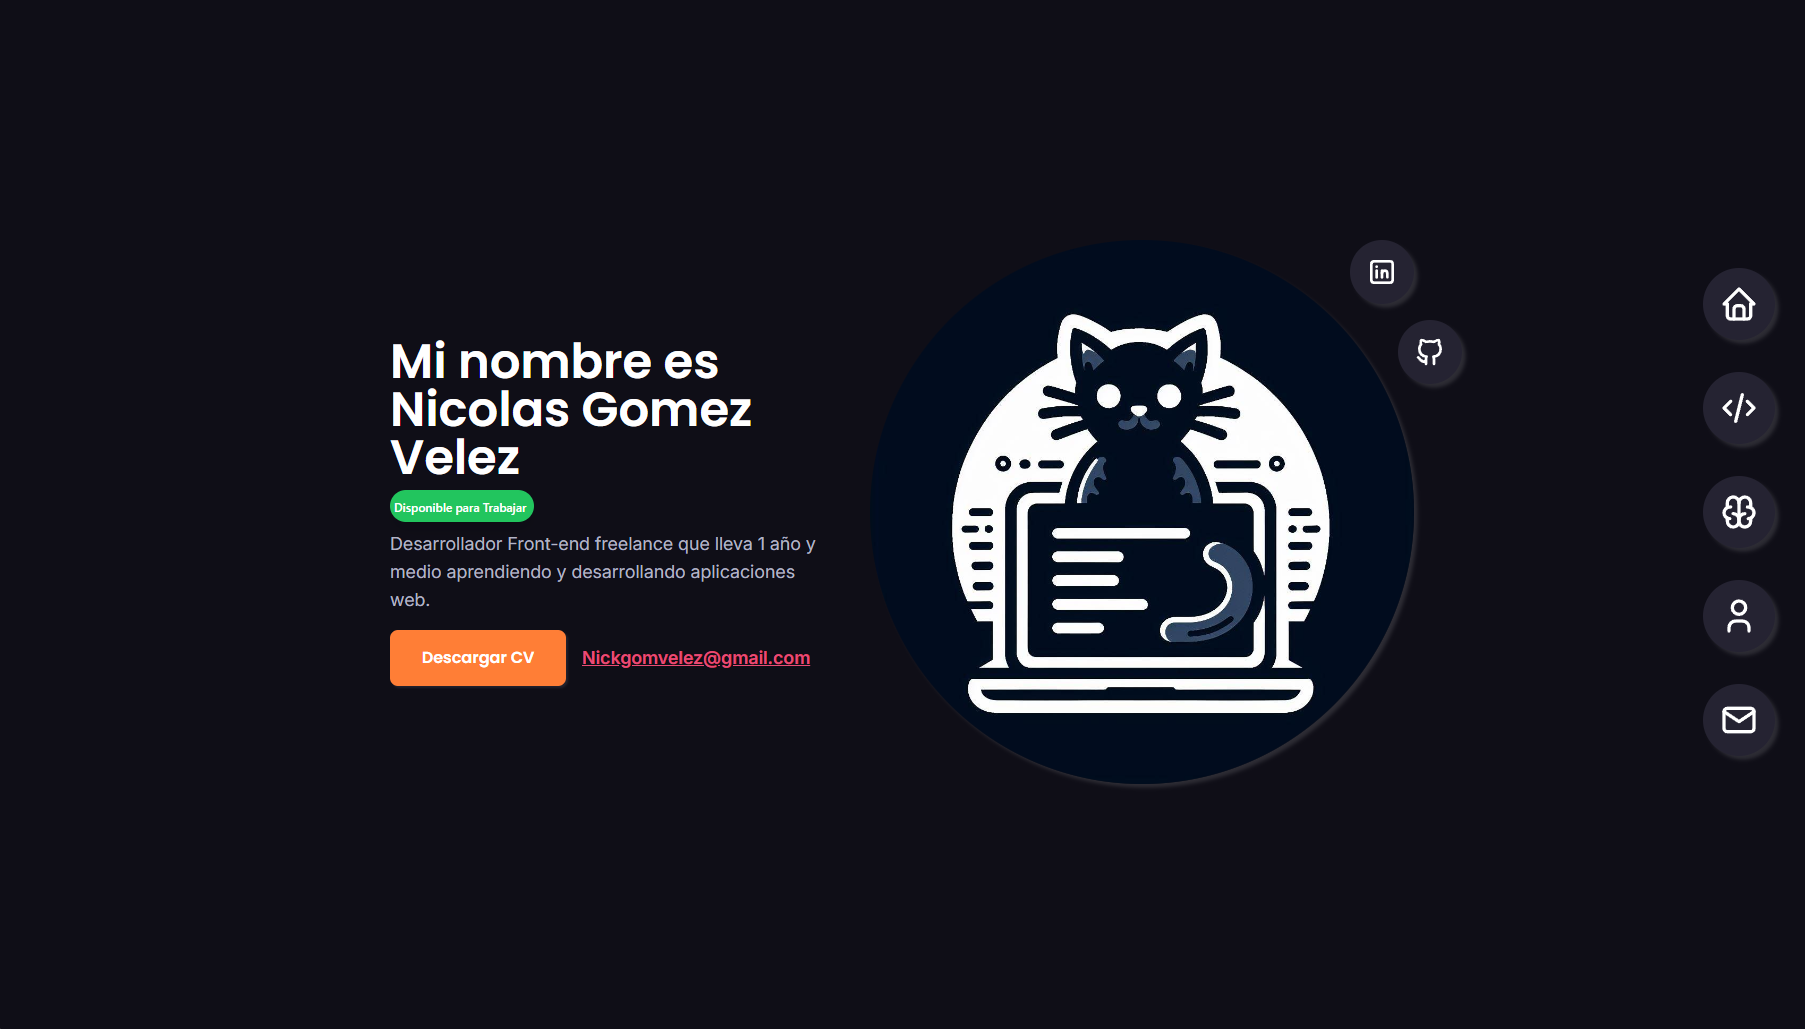 Mi nombre es
Nicolas Gomez
Velez
Disponible para Trabajar
Desarrollador Front-end freelance que lleva 1 año y
medio aprendiendo y desarrollando aplicaciones
web.
Descargar CV
Nickgomvelez@gmail.com
in